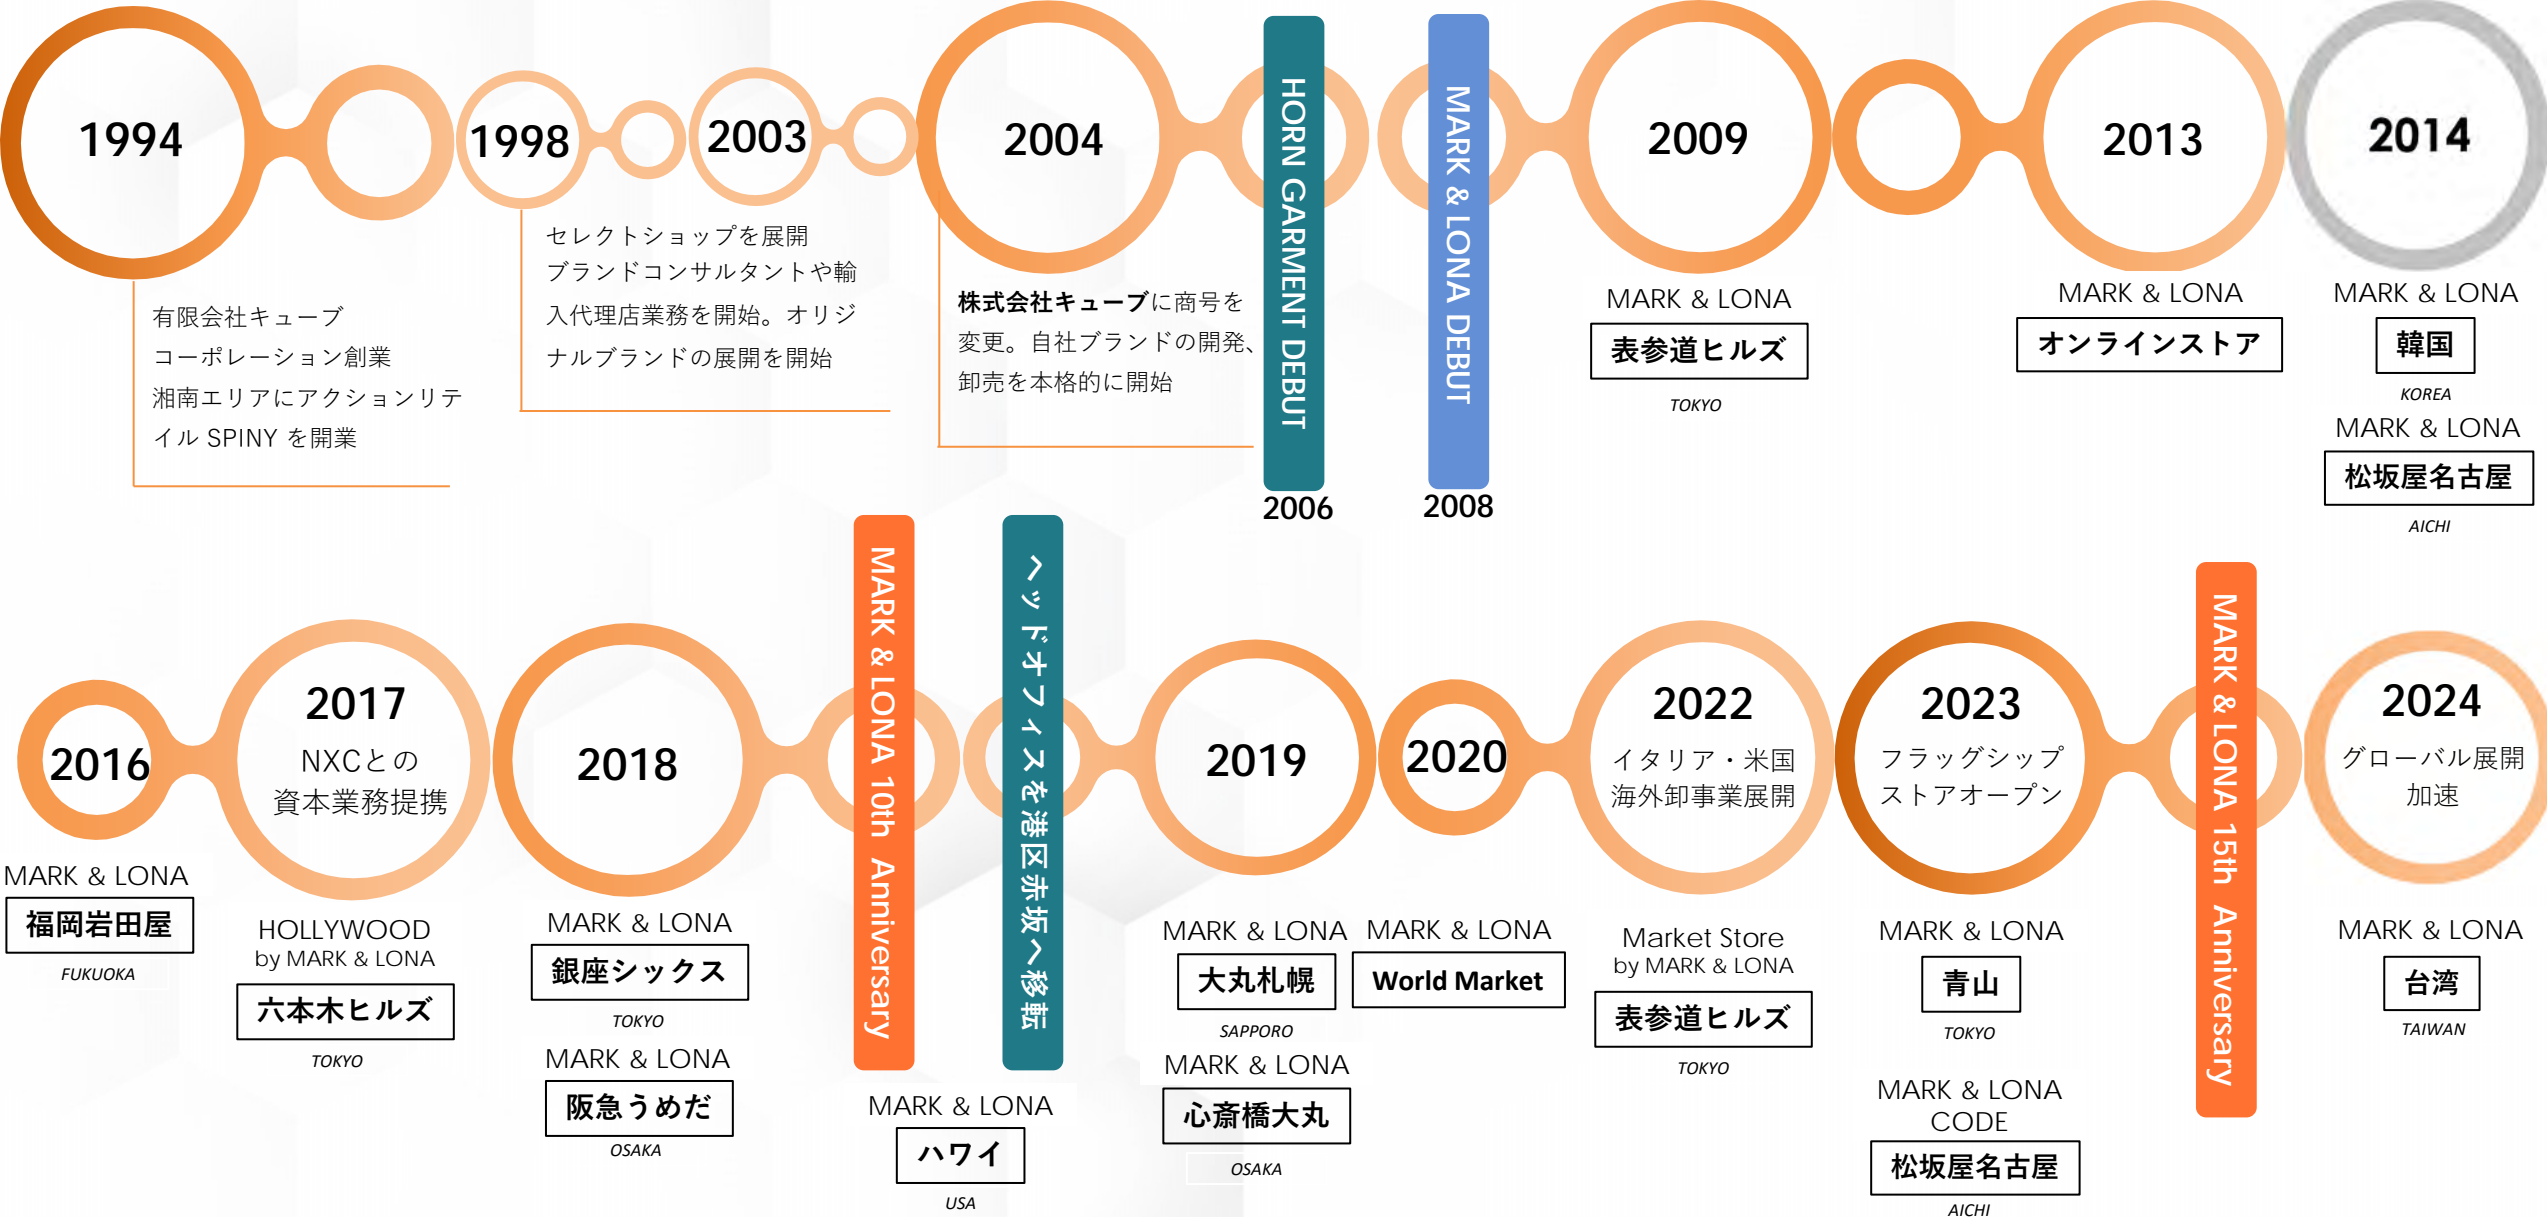 1994
有限会社キューブ
コーポレーション創業
湘南エリアにアクションリテ
イル SPINY を開業
1998
2003
セレクトショップを展開
ブランドコンサルタントや輸
入代理店業務を開始。オリジ
ナルブランドの展開を開始
2004
株式会社キューブに商号を
変更。自社ブランドの開発、
卸売を本格的に開始
HORN GARMENT DEBUT
2006
MARK & LONA DEBUT
2008
2009
MARK & LONA
表参道ヒルズ
TOKYO
2013
MARK & LONA
オンラインストア
2014
MARK & LONA
韓国
KOREA
MARK & LONA
松坂屋名古屋
AICHI
2016
MARK & LONA
福岡岩田屋
FUKUOKA
2017
NXCとの
資本業務提携
HOLLYWOOD
by MARK & LONA
六本木ヒルズ
TOKYO
2018
MARK & LONA
銀座シックス
TOKYO
MARK & LONA
阪急うめだ
OSAKA
MARK & LONA 10th Anniversary
MARK & LONA
ハワイ
USA
ヘッドオフィスを港区赤坂へ移転
2019
MARK & LONA
大丸札幌
SAPPORO
MARK & LONA
心斎橋大丸
OSAKA
2020
MARK & LONA
World Market
2022
イタリア・米国
海外卸事業展開
Market Store
by MARK & LONA
表参道ヒルズ
TOKYO
2023
フラッグシップ
ストアオープン
MARK & LONA
青山
TOKYO
MARK & LONA
CODE
松坂屋名古屋
AICHI
MARK & LONA 15th Anniversary
2024
グローバル展開
加速
MARK & LONA
台湾
TAIWAN